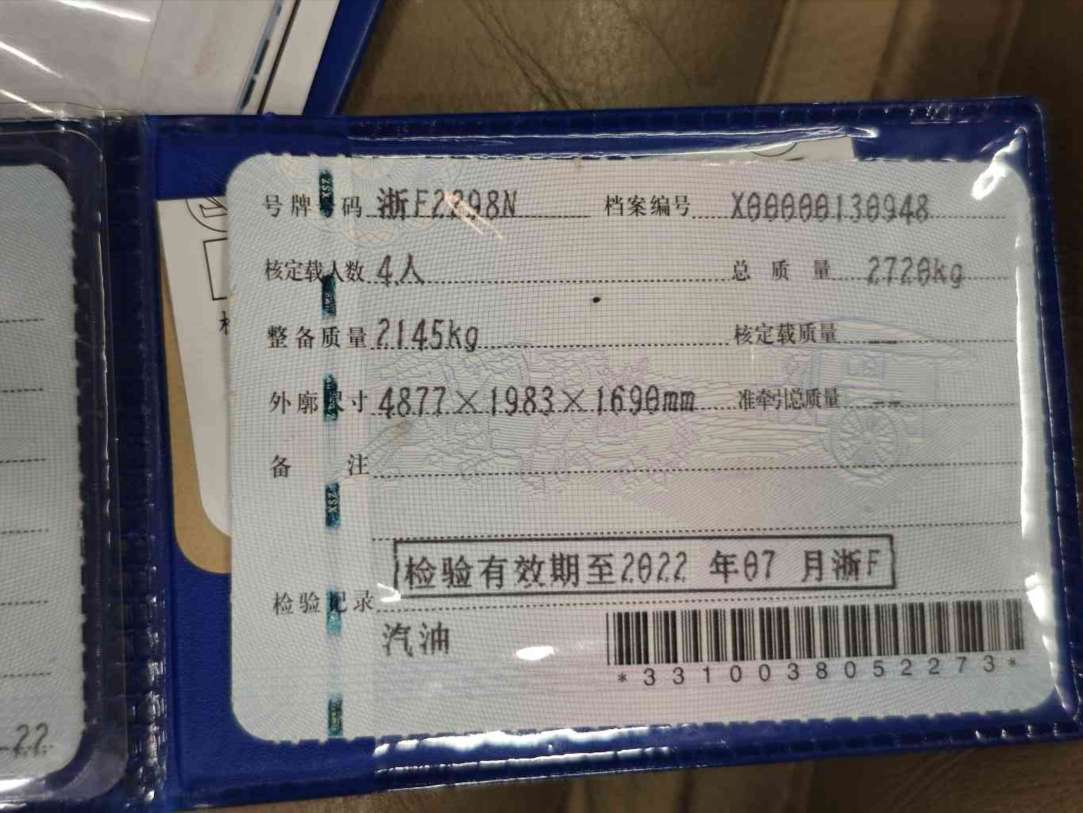 号牌号码 浙F2298N 档案编号 X00000130948
核定载人数 4人 总质量 2720kg
整备质量 2145kg 核定载质量 --
外廓尺寸 4877×1983×1690mm 准牵引总质量 --
备注
检验有效期至2022年07月浙F
检验记录
汽油
*3310038052273*
-22